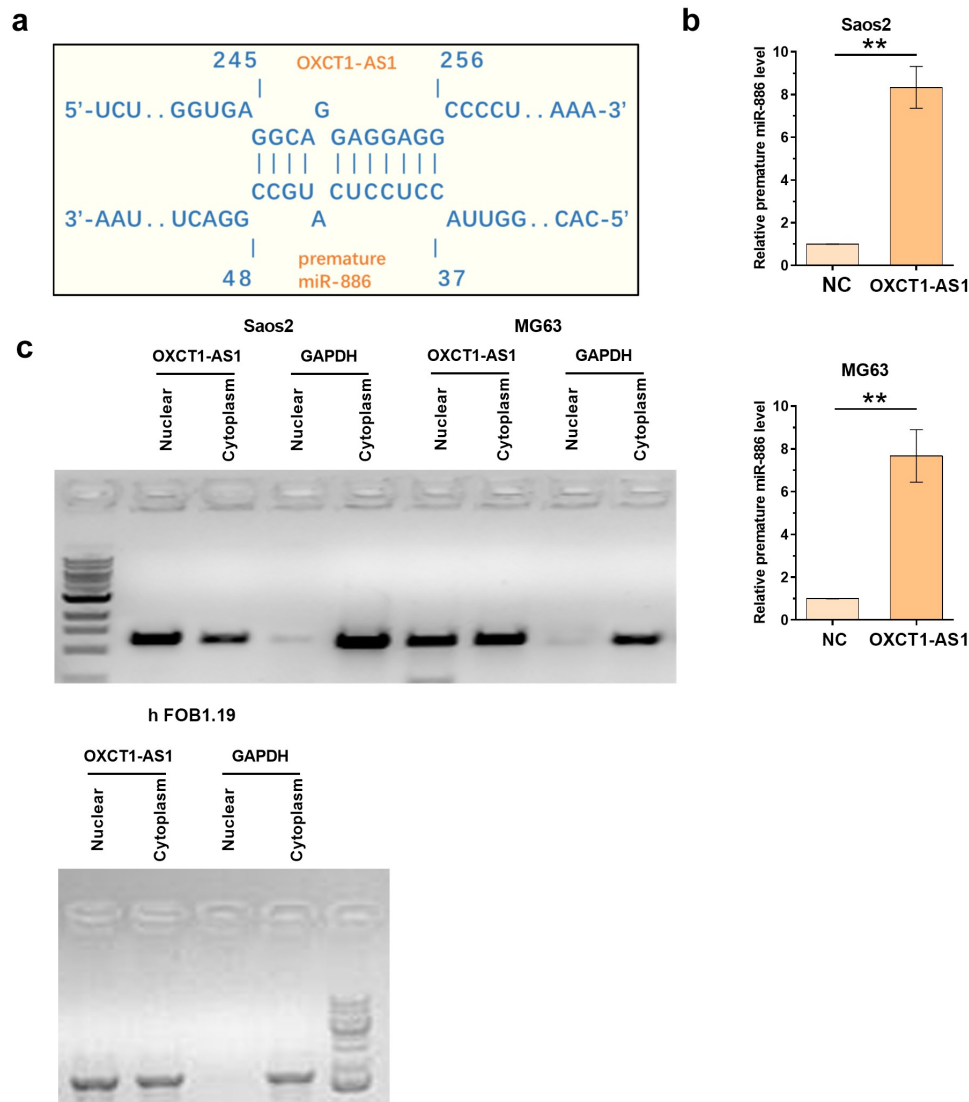 a
245 OXCT1-AS1 256
5'-UCU..GGUGA G CCCCU..AAA-3'
GGCA GAGGAGG
CCGU CUCCUCC
3'-AAU..UCAGG A AUUGG..CAC-5'
48 premature miR-886 37
b
Saos2
**
Relative premature miR-886 level
10
8
6
4
2
0
NC OXCT1-AS1
MG63
**
Relative premature miR-886 level
10
8
6
4
2
0
NC OXCT1-AS1
c
Saos2 MG63
OXCT1-AS1 GAPDH OXCT1-AS1 GAPDH
Nuclear Cytoplasm Nuclear Cytoplasm Nuclear Cytoplasm Nuclear Cytoplasm
h FOB1.19
OXCT1-AS1 GAPDH
Nuclear Cytoplasm Nuclear Cytoplasm